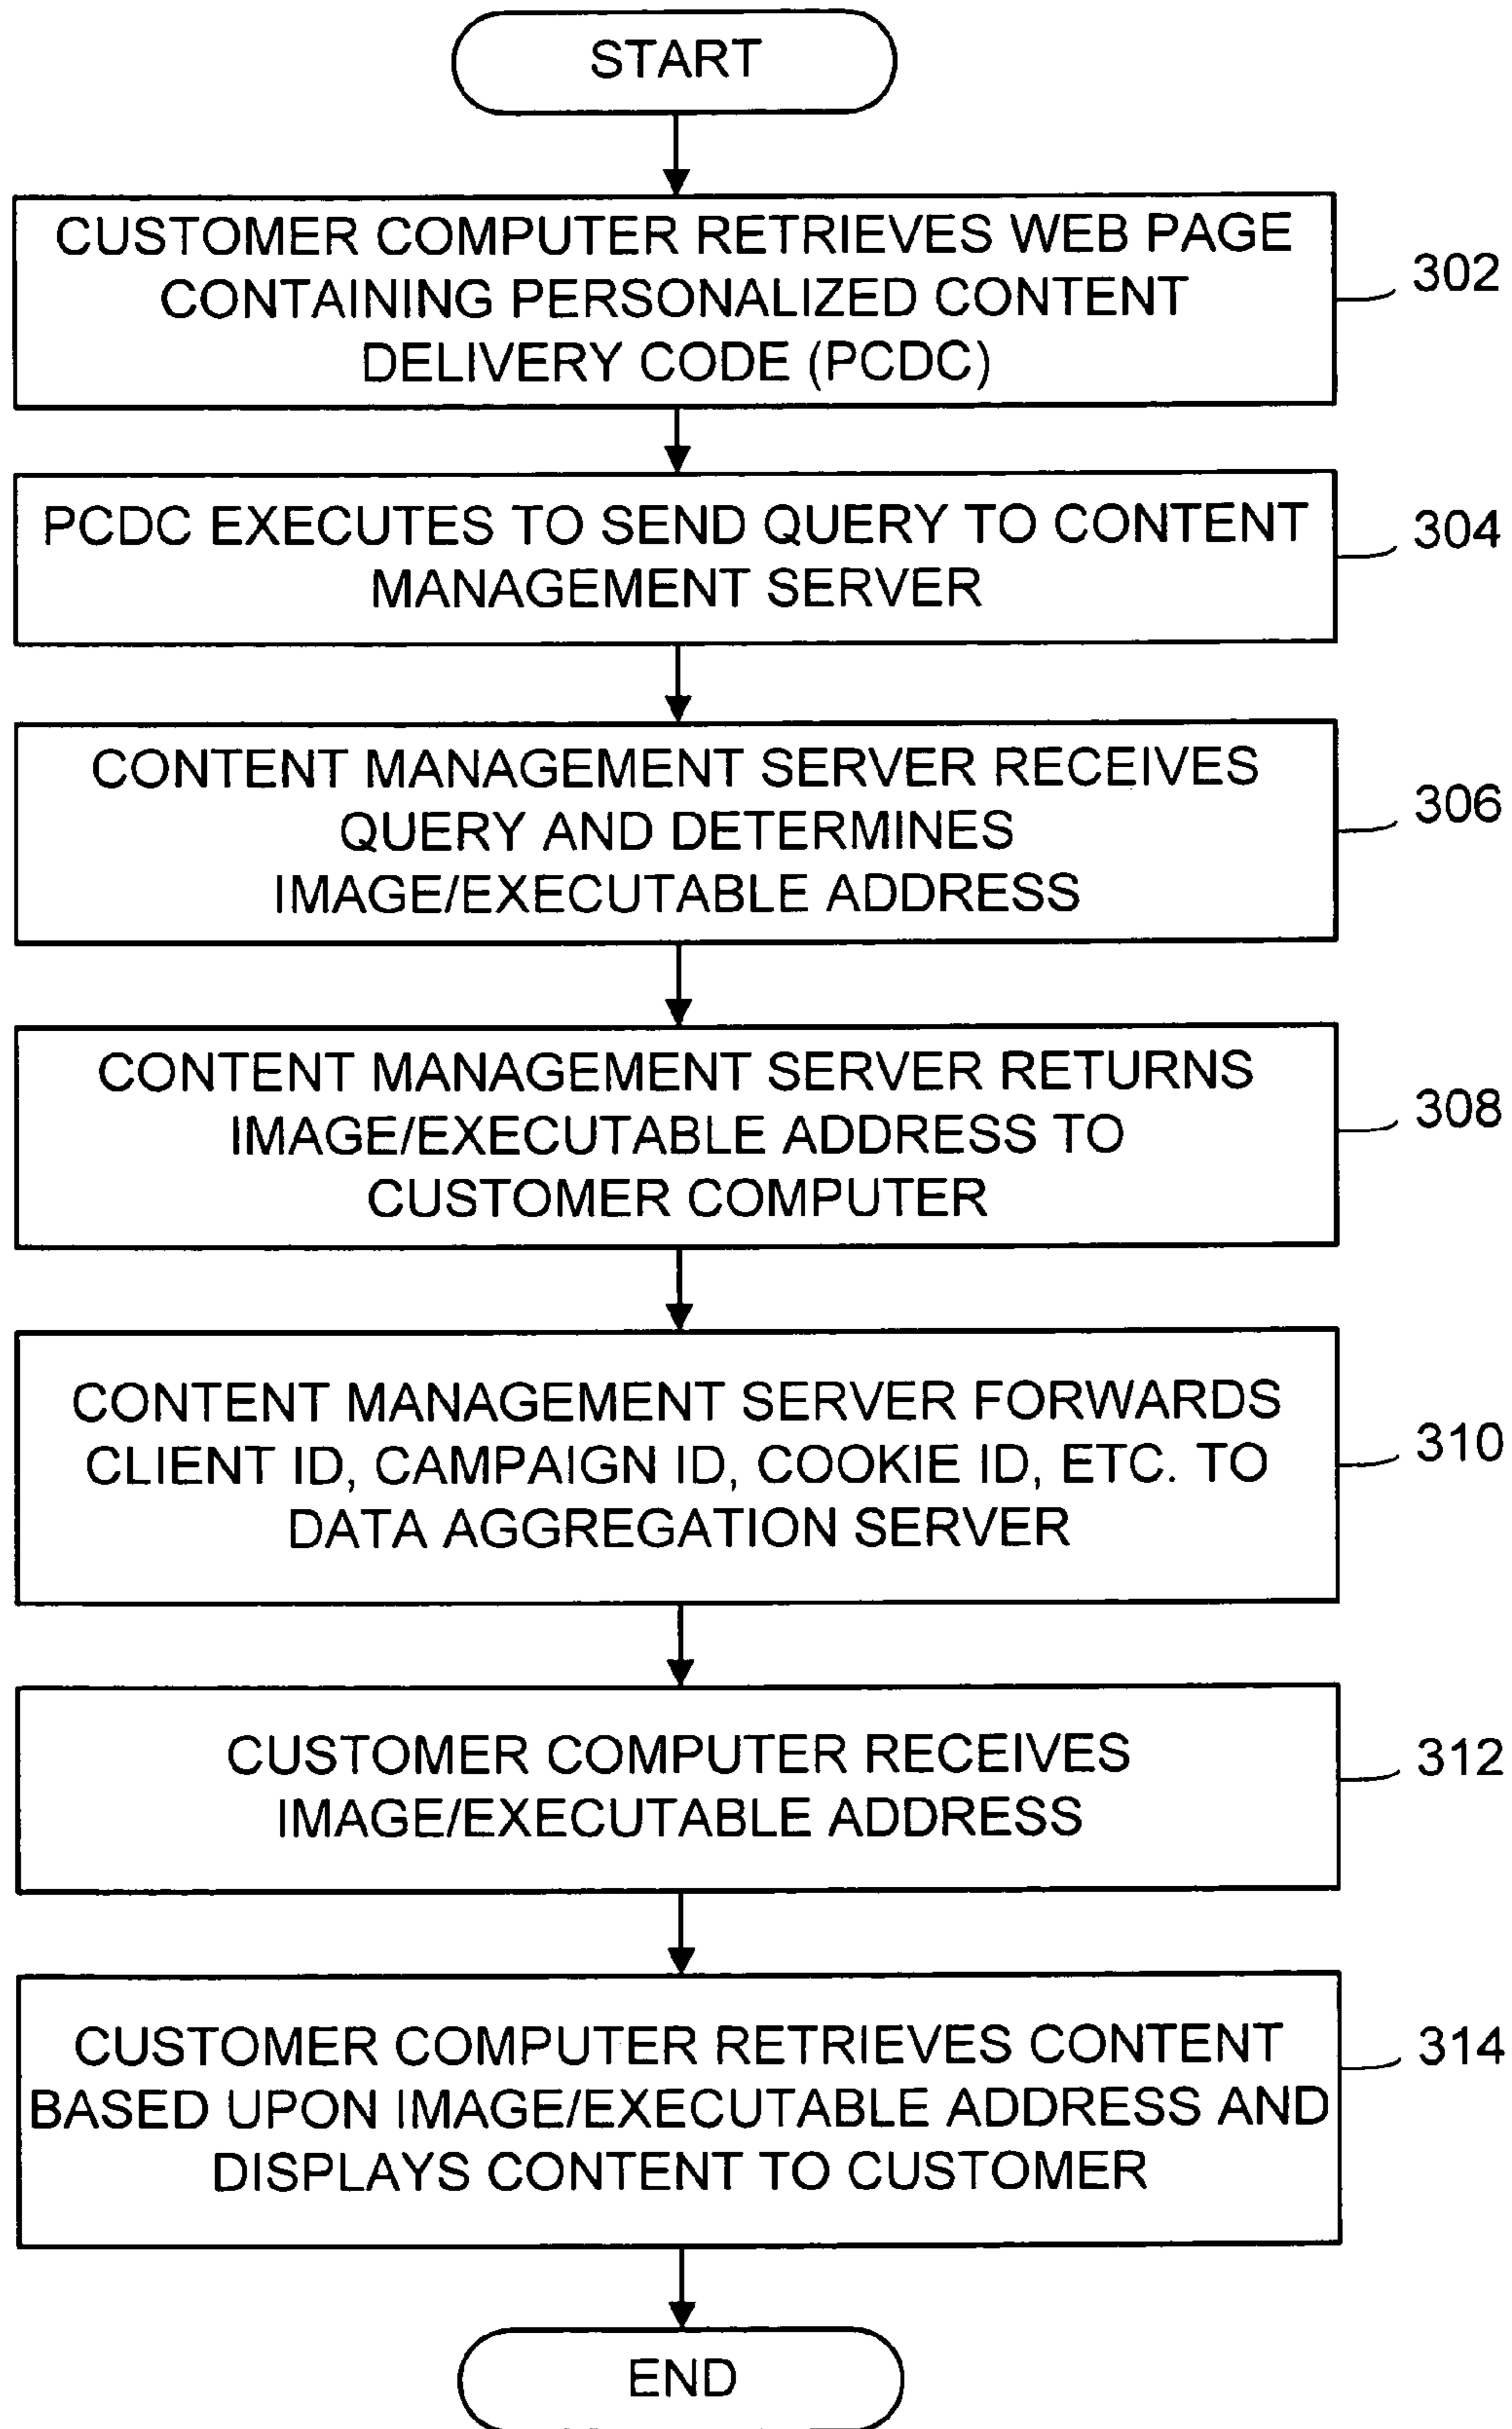 START
CUSTOMER COMPUTER RETRIEVES WEB PAGE
CONTAINING PERSONALIZED CONTENT
DELIVERY CODE (PCDC)
302
PCDC EXECUTES TO SEND QUERY TO CONTENT
MANAGEMENT SERVER
304
CONTENT MANAGEMENT SERVER RECEIVES
QUERY AND DETERMINES
IMAGE/EXECUTABLE ADDRESS
306
CONTENT MANAGEMENT SERVER RETURNS
IMAGE/EXECUTABLE ADDRESS TO
CUSTOMER COMPUTER
308
CONTENT MANAGEMENT SERVER FORWARDS
CLIENT ID, CAMPAIGN ID, COOKIE ID, ETC. TO
DATA AGGREGATION SERVER
310
CUSTOMER COMPUTER RECEIVES
IMAGE/EXECUTABLE ADDRESS
312
CUSTOMER COMPUTER RETRIEVES CONTENT
BASED UPON IMAGE/EXECUTABLE ADDRESS AND
DISPLAYS CONTENT TO CUSTOMER
314
END